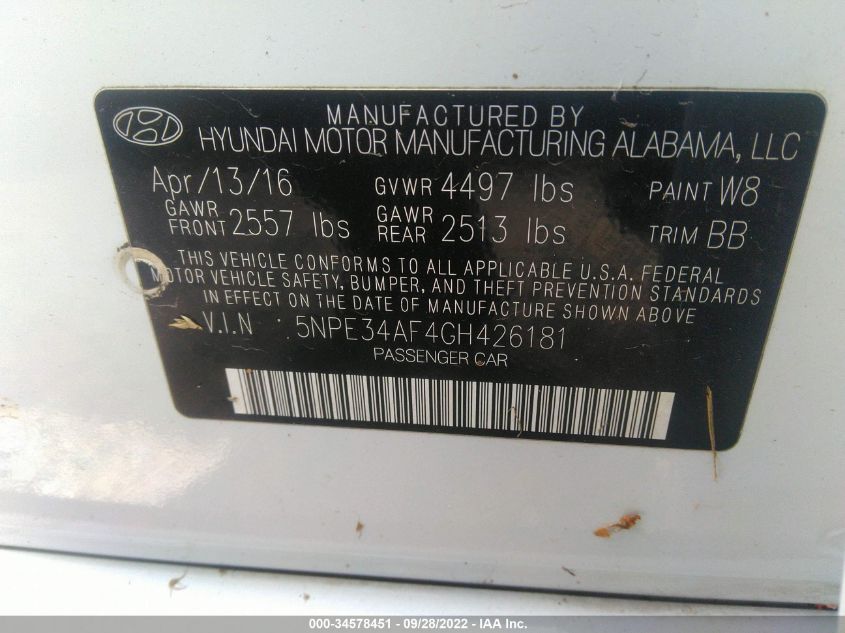 MANUFACTURED BY
HYUNDAI MOTOR MANUFACTURING ALABAMA, LLC
Apr/13/16 GVWR 4497 lbs PAINT W8
GAWR FRONT 2557 lbs GAWR REAR 2513 lbs TRIM BB
THIS VEHICLE CONFORMS TO ALL APPLICABLE U.S.A. FEDERAL
MOTOR VEHICLE SAFETY, BUMPER, AND THEFT PREVENTION STANDARDS
IN EFFECT ON THE DATE OF MANUFACTURE SHOWN ABOVE
V.I.N 5NPE34AF4GH426181
PASSENGER CAR
000-34578451 - 09/28/2022 - IAA Inc.